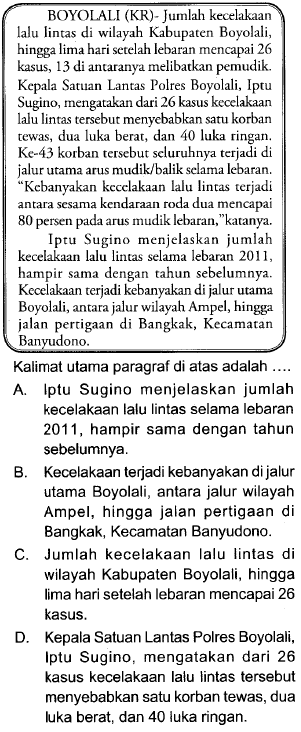 BOYOLALI (KR)- Jumlah kecelakaan
lalu lintas di wilayah Kabupaten Boyolali,
hingga lima hari setelah lebaran mencapai 26
kasus, 13 di antaranya melibatkan pemudik.
Kepala Satuan Lantas Polres Boyolali, Iptu
Sugino, mengatakan dari 26 kasus kecelakaan
lalu lintas tersebut menyebabkan satu korban
tewas, dua luka berat, dan 40 luka ringan.
Ke-43 korban tersebut seluruhnya terjadi di
jalur utama arus mudik/balik selama lebaran.
“Kebanyakan kecelakaan lalu lintas terjadi
antara sesama kendaraan roda dua mencapai
80 persen pada arus mudik lebaran,”katanya.
Iptu Sugino menjelaskan jumlah
kecelakaan lalu lintas selama lebaran 2011,
hampir sama dengan tahun sebelumnya.
Kecelakaan terjadi kebanyakan di jalur utama
Boyolali, antara jalur wilayah Ampel, hingga
jalan pertigaan di Bangkak, Kecamatan
Banyudono.
Kalimat utama paragraf di atas adalah ....
A. Iptu Sugino menjelaskan jumlah
kecelakaan lalu lintas selama lebaran
2011, hampir sama dengan tahun
sebelumnya.
B. Kecelakaan terjadi kebanyakan di jalur
utama Boyolali, antara jalur wilayah
Ampel, hingga jalan pertigaan di
Bangkak, Kecamatan Banyudono.
C. Jumlah kecelakaan lalu lintas di
wilayah Kabupaten Boyolali, hingga
lima hari setelah lebaran mencapai 26
kasus.
D. Kepala Satuan Lantas Polres Boyolali,
Iptu Sugino, mengatakan dari 26
kasus kecelakaan lalu lintas tersebut
menyebabkan satu korban tewas, dua
luka berat, dan 40 luka ringan.